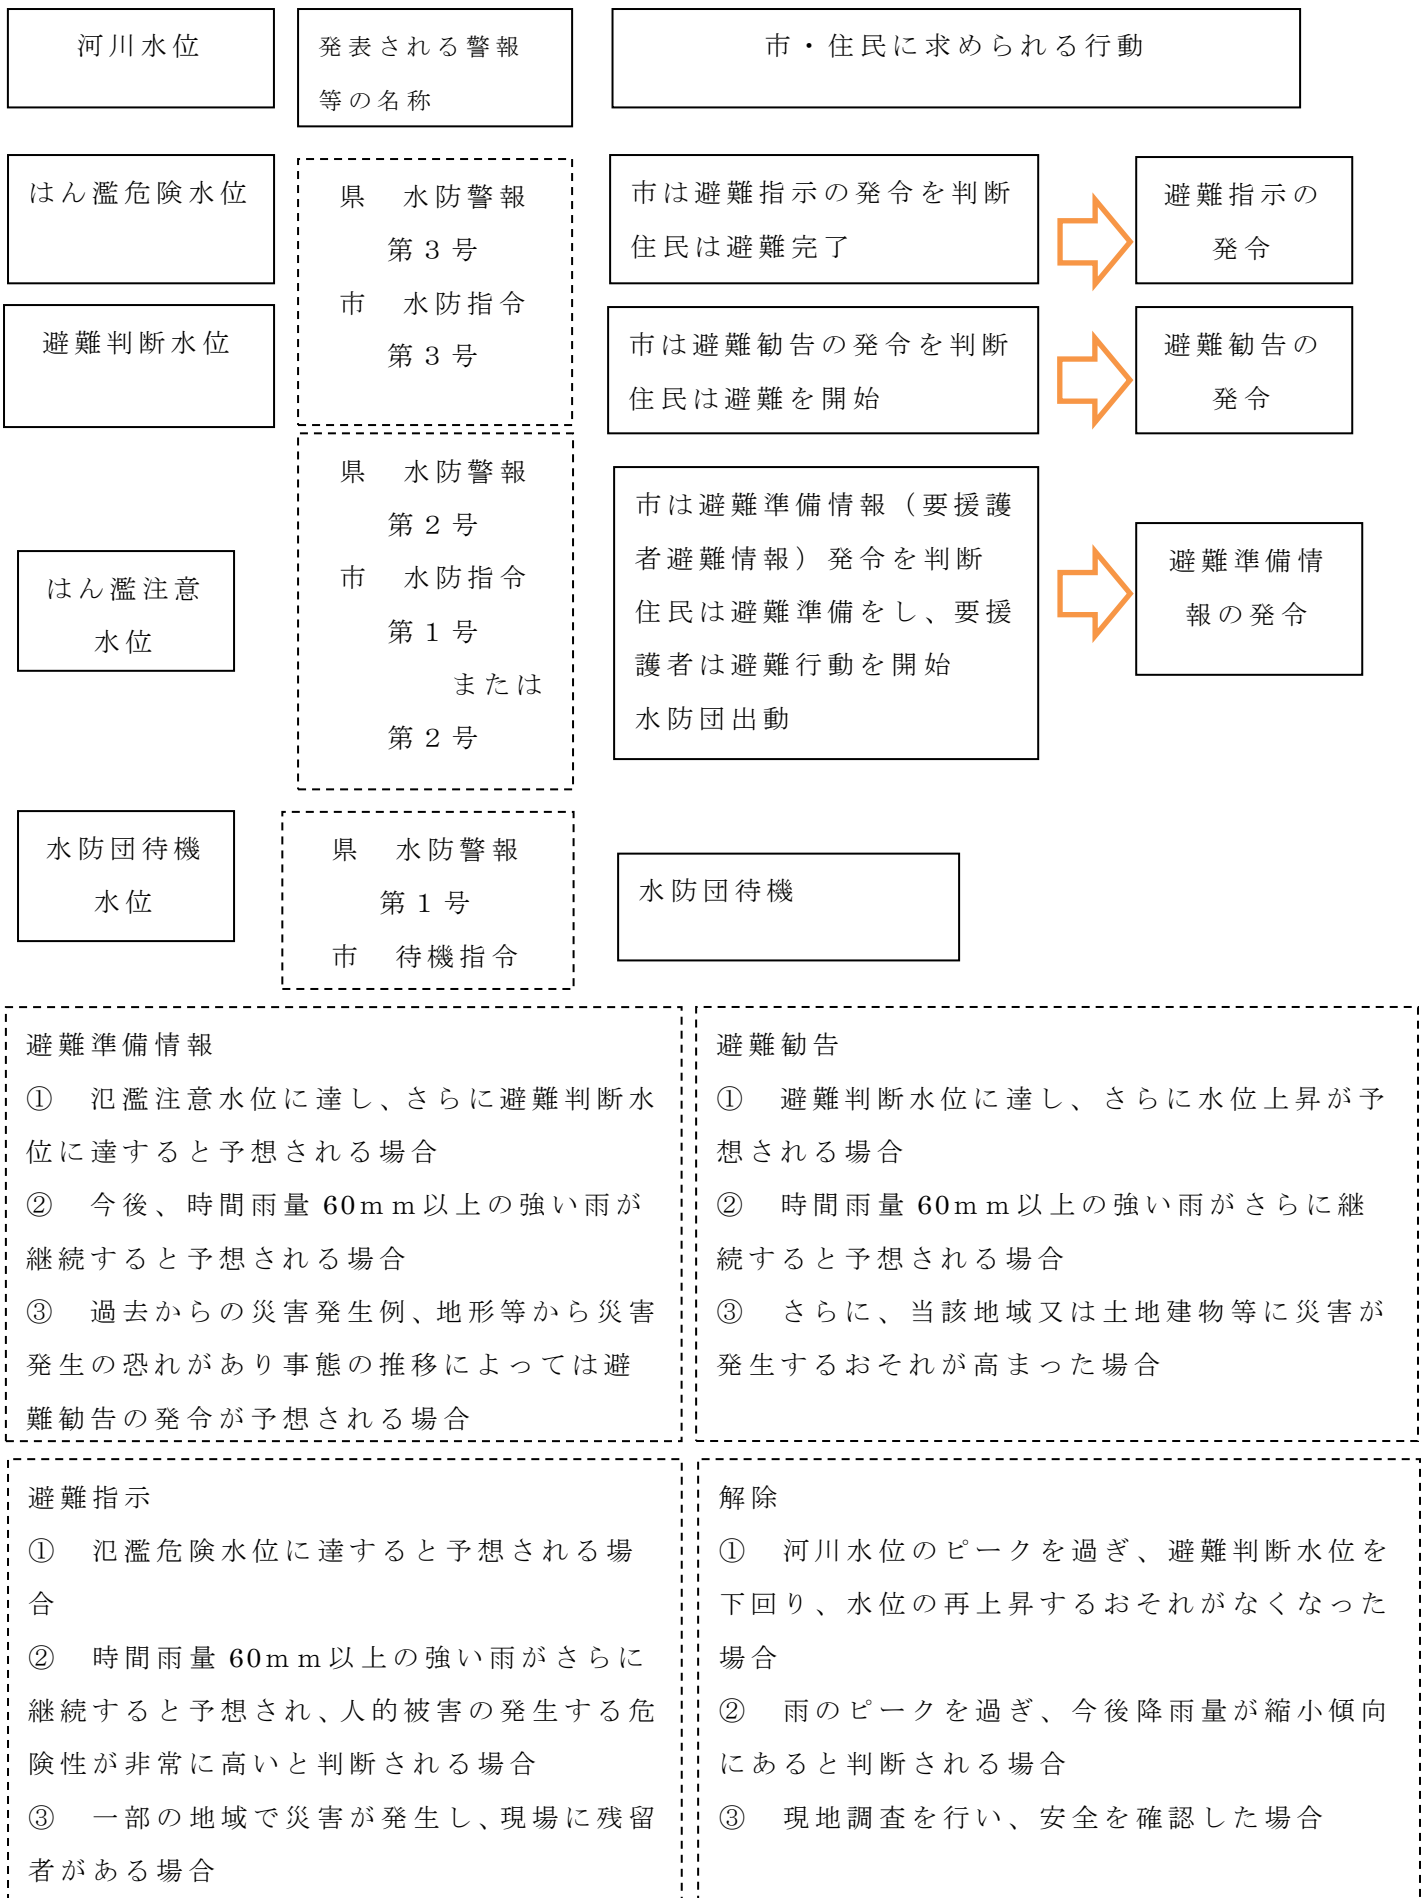 河川水位
発表される警報
等の名称
市・住民に求められる行動
はん濫危険水位
県　水防警報
第３号
市　水防指令
第３号
市は避難指示の発令を判断
住民は避難完了
避難指示の
発令
避難判断水位
市は避難勧告の発令を判断
住民は避難を開始
避難勧告の
発令
はん濫注意
水位
県　水防警報
第２号
市　水防指令
第１号
または
第２号
市は避難準備情報（要援護
者避難情報）発令を判断
住民は避難準備をし、要援
護者は避難行動を開始
水防団出動
避難準備情
報の発令
水防団待機
水位
県　水防警報
第１号
市　待機指令
水防団待機
避難準備情報
①　氾濫注意水位に達し、さらに避難判断水
位に達すると予想される場合
②　今後、時間雨量 60ｍｍ以上の強い雨が
継続すると予想される場合
③　過去からの災害発生例、地形等から災害
発生の恐れがあり事態の推移によっては避
難勧告の発令が予想される場合
避難勧告
①　避難判断水位に達し、さらに水位上昇が予
想される場合
②　時間雨量 60ｍｍ以上の強い雨がさらに継
続すると予想される場合
③　さらに、当該地域又は土地建物等に災害が
発生するおそれが高まった場合
避難指示
①　氾濫危険水位に達すると予想される場
合
②　時間雨量 60ｍｍ以上の強い雨がさらに
継続すると予想され、人的被害の発生する危
険性が非常に高いと判断される場合
③　一部の地域で災害が発生し、現場に残留
者がある場合
解除
①　河川水位のピークを過ぎ、避難判断水位を
下回り、水位の再上昇するおそれがなくなった
場合
②　雨のピークを過ぎ、今後降雨量が縮小傾向
にあると判断される場合
③　現地調査を行い、安全を確認した場合